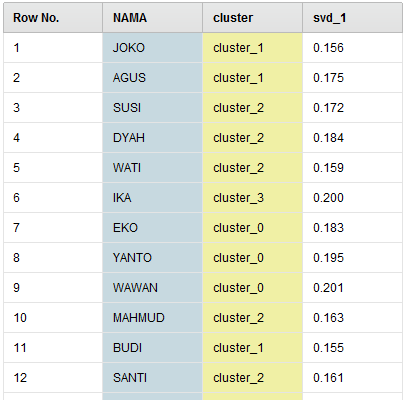 Row No. NAMA cluster svd_1
1 JOKO cluster_1 0.156
2 AGUS cluster_1 0.175
3 SUSI cluster_2 0.172
4 DYAH cluster_2 0.184
5 WATI cluster_2 0.159
6 IKA cluster_3 0.200
7 EKO cluster_0 0.183
8 YANTO cluster_0 0.195
9 WAWAN cluster_0 0.201
10 MAHMUD cluster_2 0.163
11 BUDI cluster_1 0.155
12 SANTI cluster_2 0.161